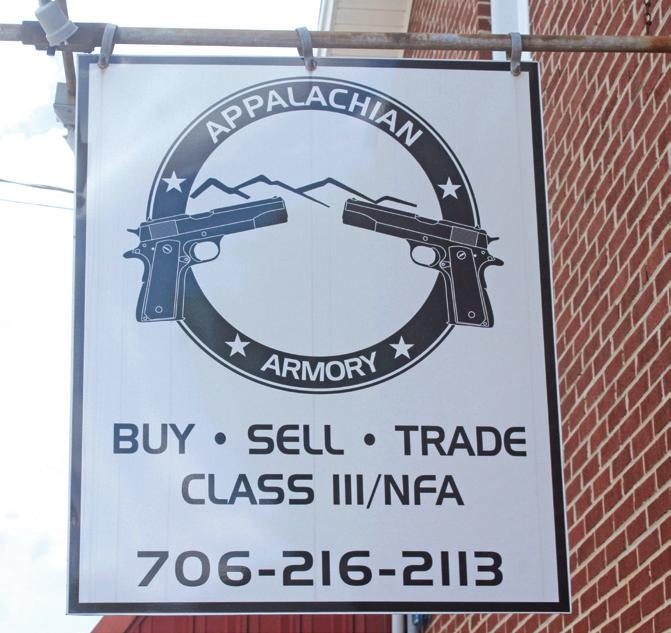 APPALACHIAN
ARMORY
BUY • SELL • TRADE
CLASS III/NFA
706-216-2113